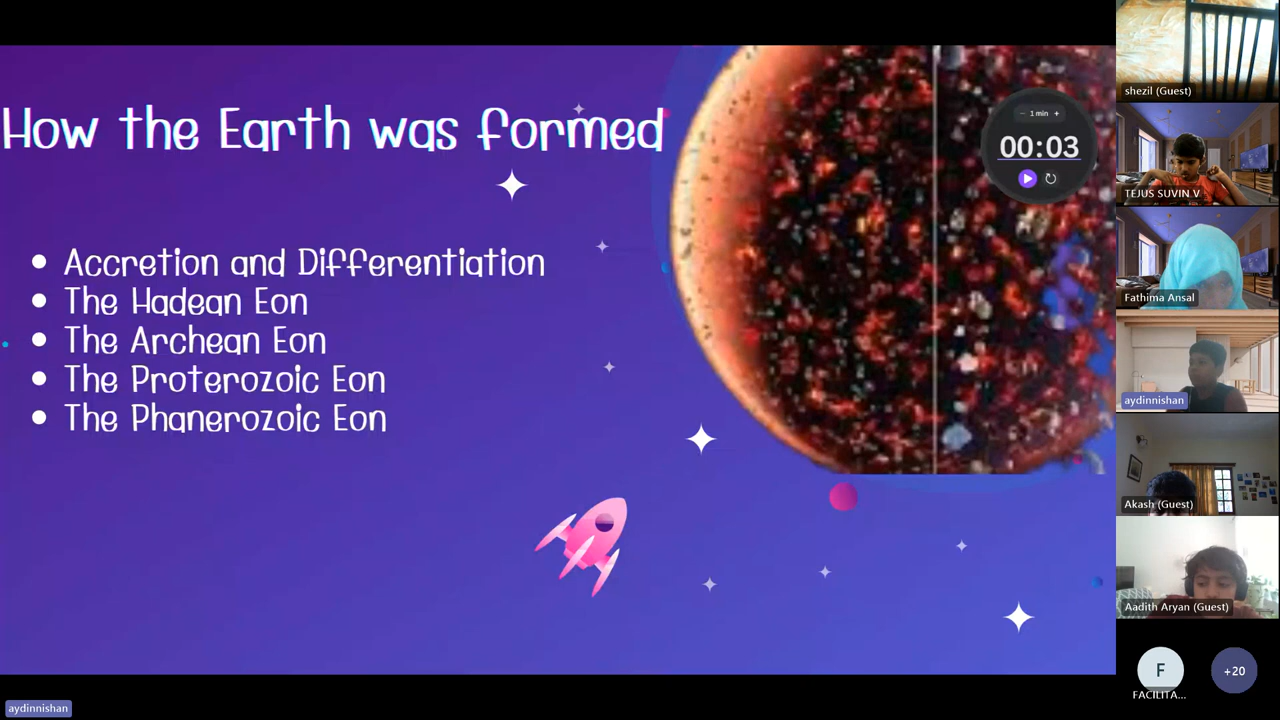 How the Earth was formed
Accretion and Differentiation
The Hadean Eon
The Archean Eon
The Proterozoic Eon
The Phanerozoic Eon
− 1 min +
00:03
shezil (Guest)
TEJUS SUVIN V
Fathima Ansal
aydinnishan
Akash (Guest)
Aadith Aryan (Guest)
F
FACILITA...
+20
aydinnishan